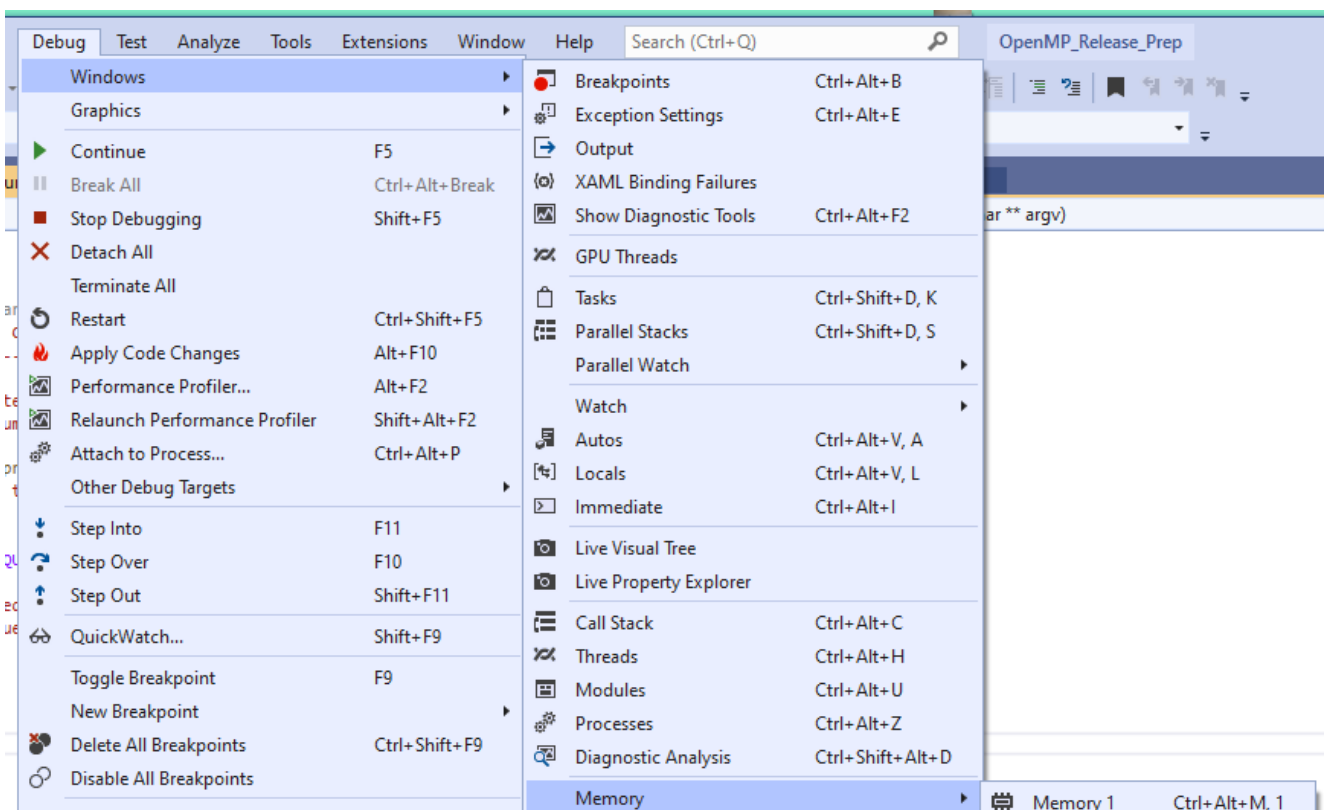 Debug Test Analyze Tools Extensions Window Help Search (Ctrl+Q) OpenMP_Release_Prep
Windows
Graphics
Continue F5
Break All Ctrl+Alt+Break
Stop Debugging Shift+F5
Detach All
Terminate All
Restart Ctrl+Shift+F5
Apply Code Changes Alt+F10
Performance Profiler... Alt+F2
Relaunch Performance Profiler Shift+Alt+F2
Attach to Process... Ctrl+Alt+P
Other Debug Targets
Step Into F11
Step Over F10
Step Out Shift+F11
QuickWatch... Shift+F9
Toggle Breakpoint F9
New Breakpoint
Delete All Breakpoints Ctrl+Shift+F9
Disable All Breakpoints
Breakpoints Ctrl+Alt+B
Exception Settings Ctrl+Alt+E
Output
XAML Binding Failures
Show Diagnostic Tools Ctrl+Alt+F2
GPU Threads
Tasks Ctrl+Shift+D, K
Parallel Stacks Ctrl+Shift+D, S
Parallel Watch
Watch
Autos Ctrl+Alt+V, A
Locals Ctrl+Alt+V, L
Immediate Ctrl+Alt+I
Live Visual Tree
Live Property Explorer
Call Stack Ctrl+Alt+C
Threads Ctrl+Alt+H
Modules Ctrl+Alt+U
Processes Ctrl+Alt+Z
Diagnostic Analysis Ctrl+Shift+Alt+D
Memory
Memory 1 Ctrl+Alt+M, 1
ar ** argv)